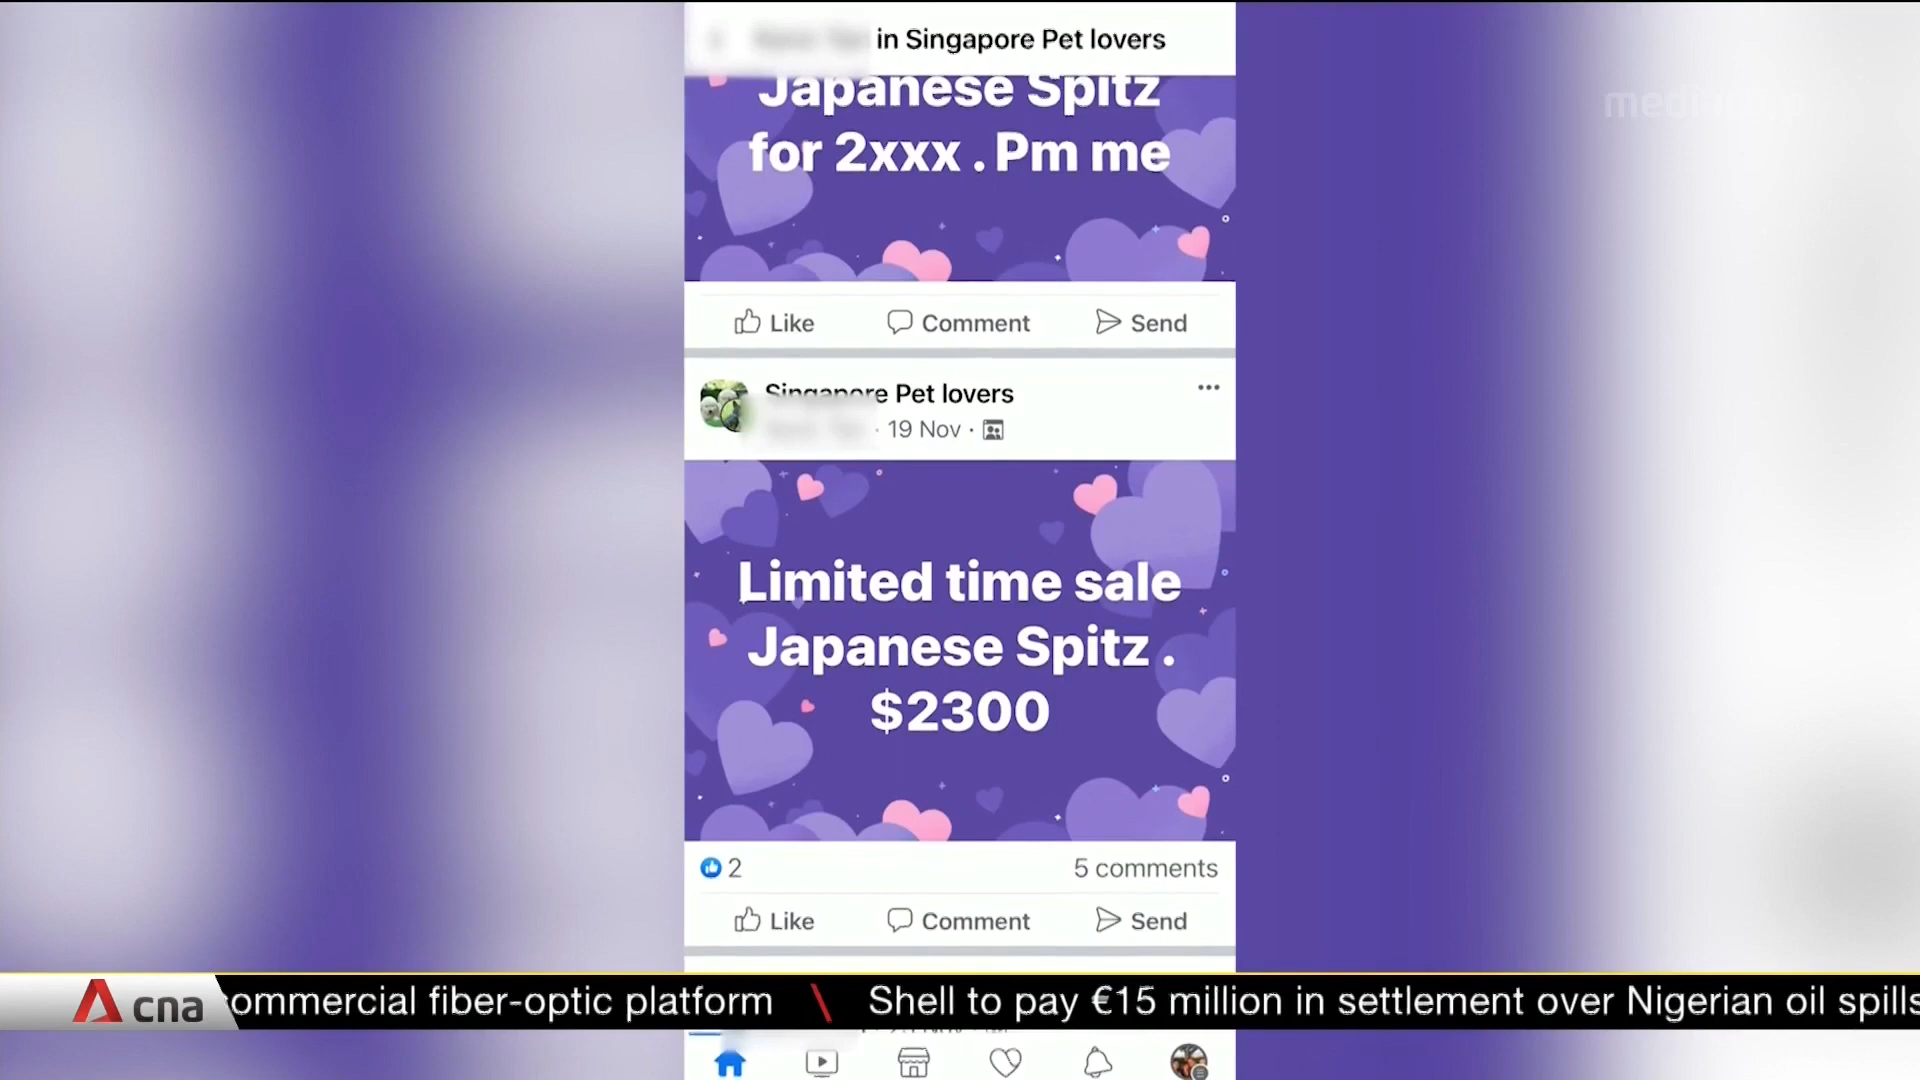 in Singapore Pet lovers
Japanese Spitz
for 2xxx . Pm me
Like
Comment
Send
Singapore Pet lovers
· 19 Nov ·
Limited time sale
Japanese Spitz .
$2300
2
5 comments
Like
Comment
Send
cna
commercial fiber-optic platform \ Shell to pay €15 million in settlement over Nigerian oil spills